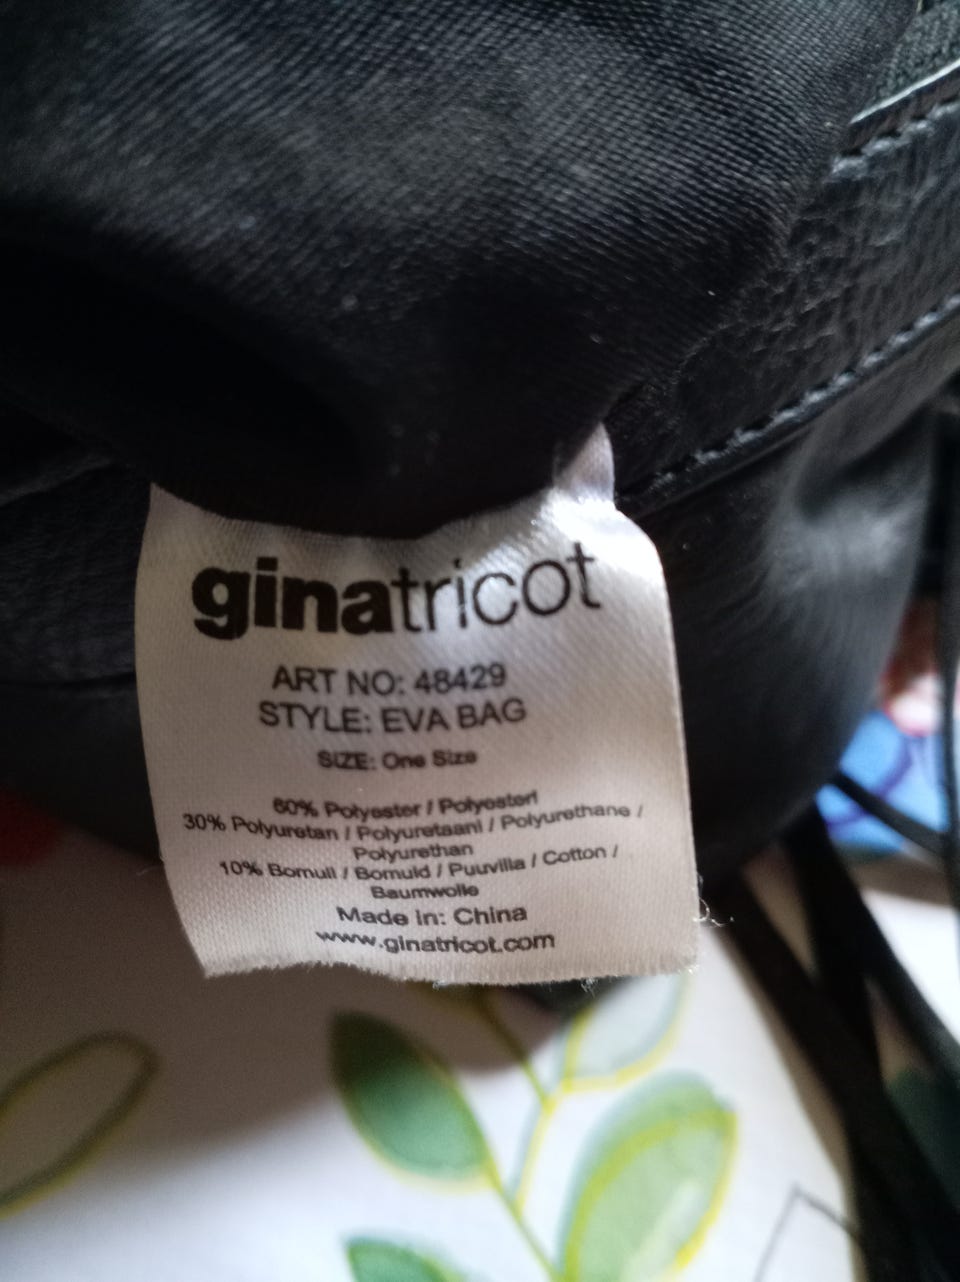 ginatricot
ART NO: 48429
STYLE: EVA BAG
SIZE: One Size
60% Polyester / Polyesteri
30% Polyuretan / Polyuretaani / Polyurethane /
Polyurethan
10% Bomull / Bomuld / Puuvilla / Cotton /
Baumwolle
Made in: China
www.ginatricot.com